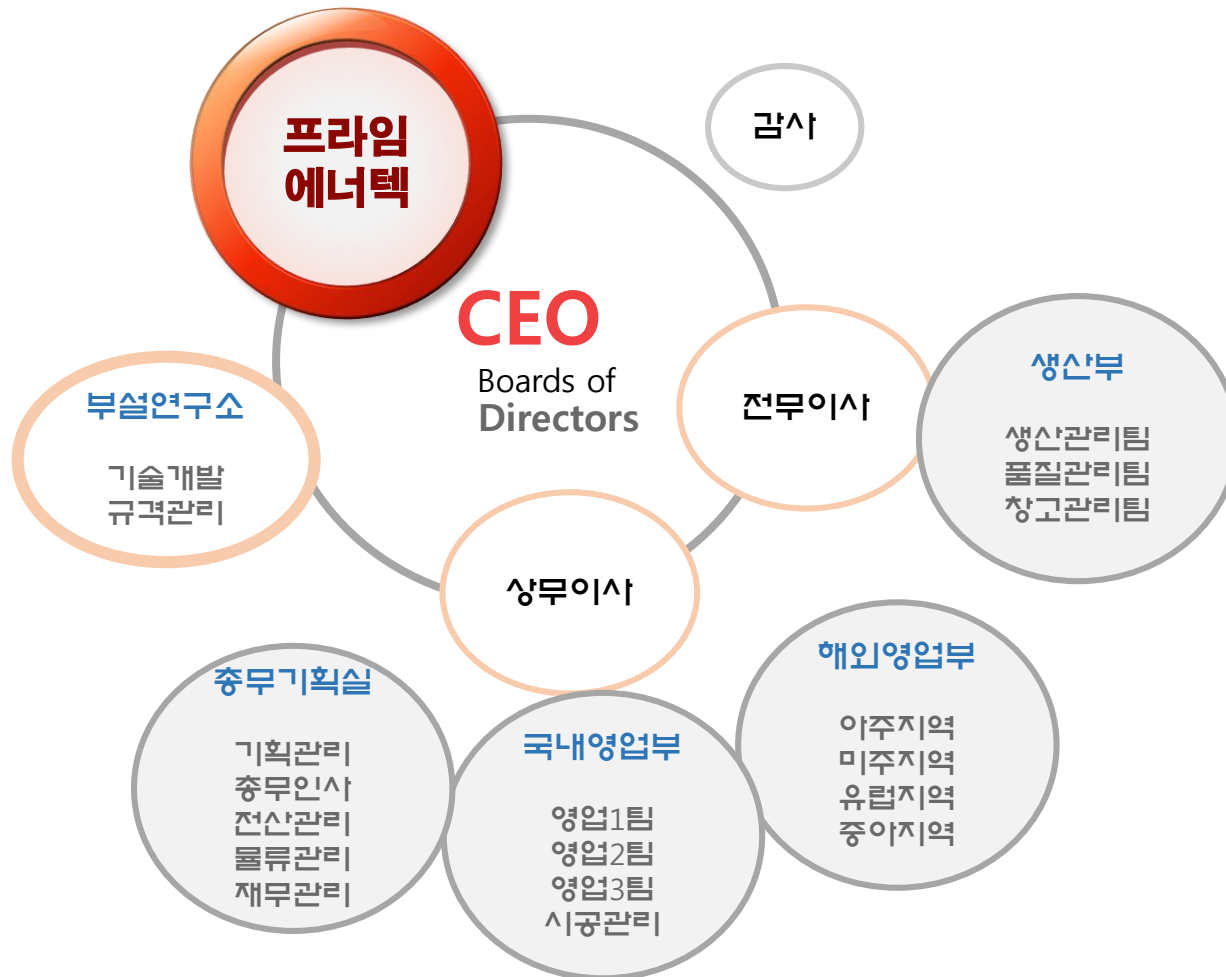 프라임
에너텍
감사
CEO
Boards of
Directors
전무이사
생산부
생산관리팀
품질관리팀
창고관리팀
부설연구소
기술개발
규격관리
상무이사
총무기획실
기획관리
총무인사
전산관리
물류관리
재무관리
국내영업부
영업1팀
영업2팀
영업3팀
시공관리
해외영업부
아주지역
미주지역
유럽지역
중아지역